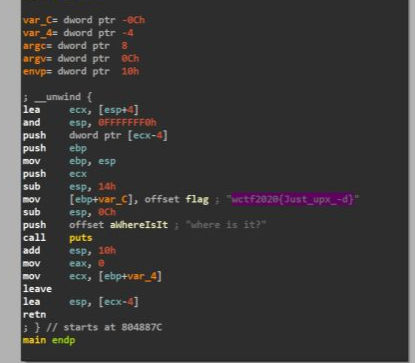 var_C= dword ptr -0Ch
var_4= dword ptr -4
argc= dword ptr  8
argv= dword ptr  0Ch
envp= dword ptr  10h
; __unwind {
lea     ecx, [esp+4]
and     esp, 0FFFFFFF0h
push    dword ptr [ecx-4]
push    ebp
mov     ebp, esp
push    ecx
sub     esp, 14h
mov     [ebp+var_C], offset flag ; "wctf2020{Just_upx_-d}"
sub     esp, 0Ch
push    offset aWhereIsIt ; "where is it?"
call    puts
add     esp, 10h
mov     eax, 0
mov     ecx, [ebp+var_4]
leave
lea     esp, [ecx-4]
retn
; } // starts at 804887C
main endp